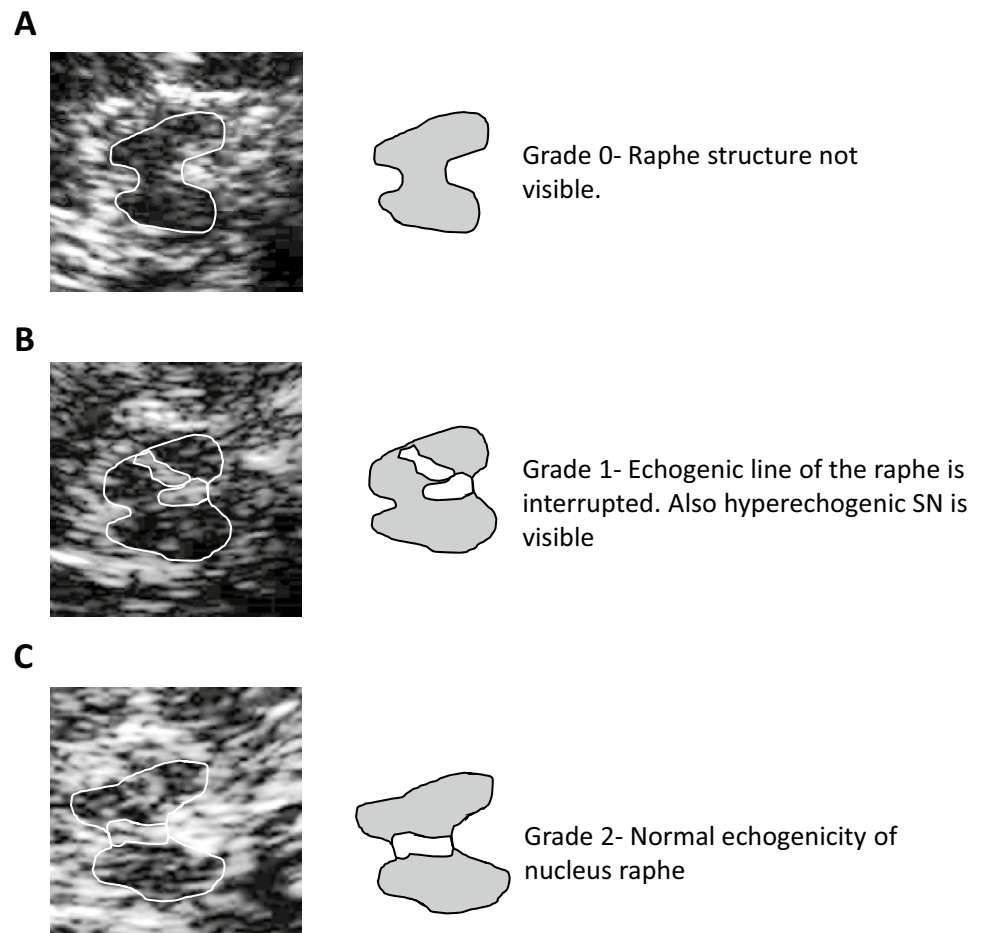 A
Grade 0- Raphe structure not
visible.
B
Grade 1- Echogenic line of the raphe is
interrupted. Also hyperechogenic SN is
visible
C
Grade 2- Normal echogenicity of
nucleus raphe